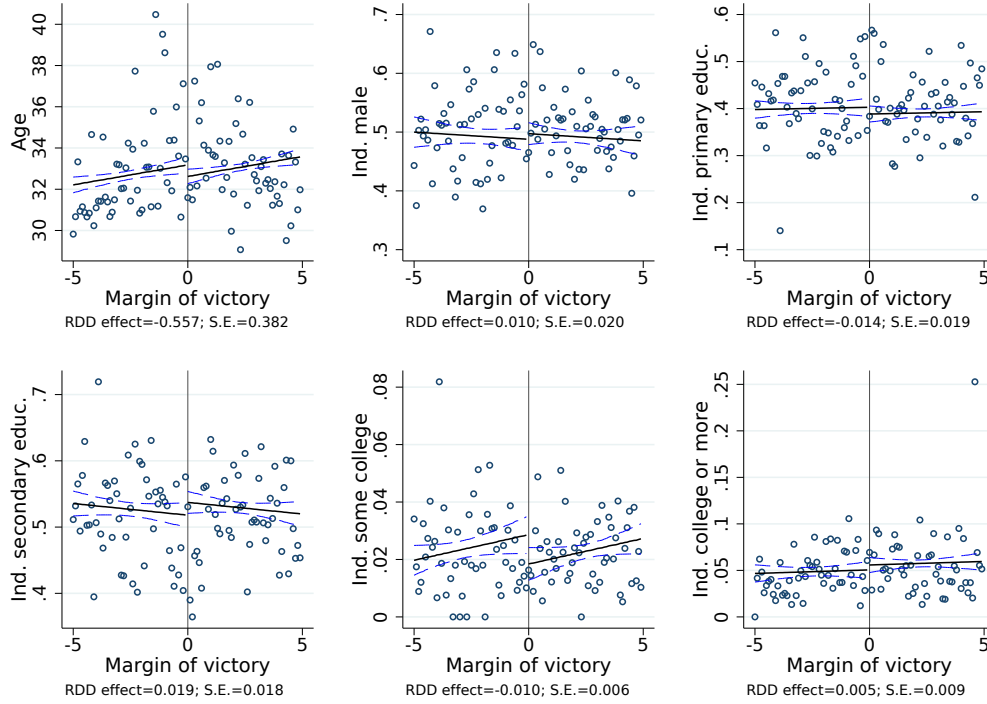 Age
30 32 34 36 38 40
-5 0 5
Margin of victory
RDD effect=-0.557; S.E.=0.382
Ind. male
.3 .4 .5 .6 .7
-5 0 5
Margin of victory
RDD effect=0.010; S.E.=0.020
Ind. primary educ.
.1 .2 .3 .4 .5 .6
-5 0 5
Margin of victory
RDD effect=-0.014; S.E.=0.019
Ind. secondary educ.
.4 .5 .6 .7
-5 0 5
Margin of victory
RDD effect=0.019; S.E.=0.018
Ind. some college
0 .02 .04 .06 .08
-5 0 5
Margin of victory
RDD effect=-0.010; S.E.=0.006
Ind. college or more
0 .05 .1 .15 .2 .25
-5 0 5
Margin of victory
RDD effect=0.005; S.E.=0.009